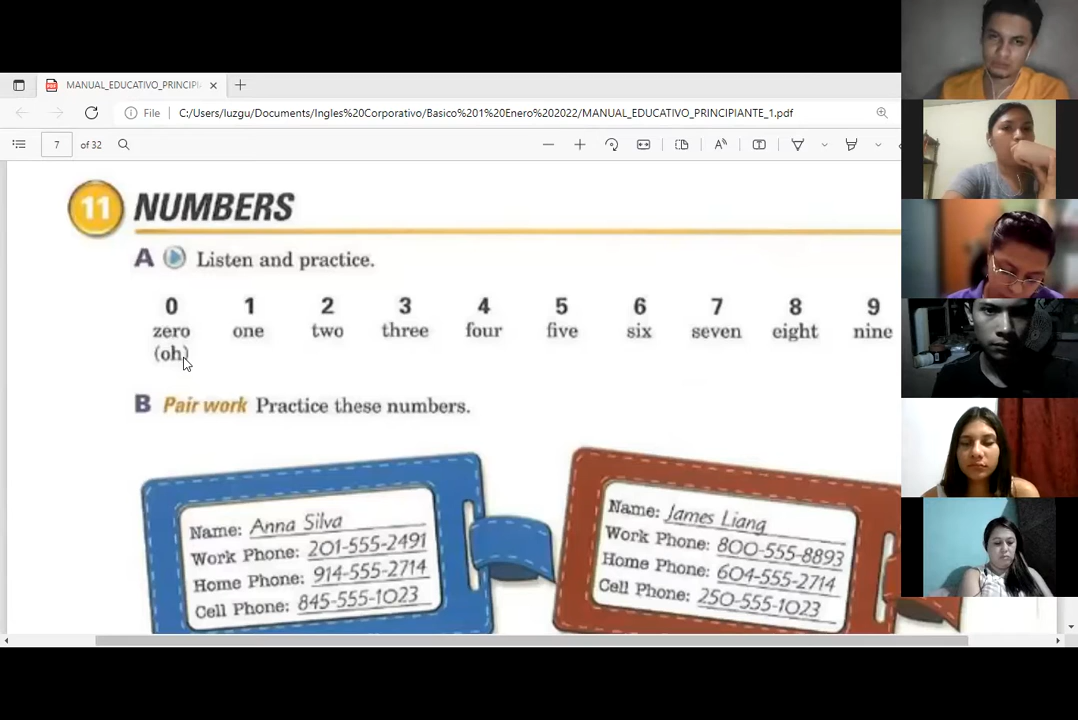 MANUAL_EDUCATIVO_PRINCIPI
File C:/Users/luzgu/Documents/Ingles%20Corporativo/Basico%201%20Enero%202022/MANUAL_EDUCATIVO_PRINCIPIANTE_1.pdf
7 of 32
11 NUMBERS
A Listen and practice.
0 1 2 3 4 5 6 7 8 9
zero one two three four five six seven eight nine
(oh)
B Pair work Practice these numbers.
Name: Anna Silva
Work Phone: 201-555-2491
Home Phone: 914-555-2714
Cell Phone: 845-555-1023
Name: James Liang
Work Phone: 800-555-8893
Home Phone: 604-555-2714
Cell Phone: 250-555-1023